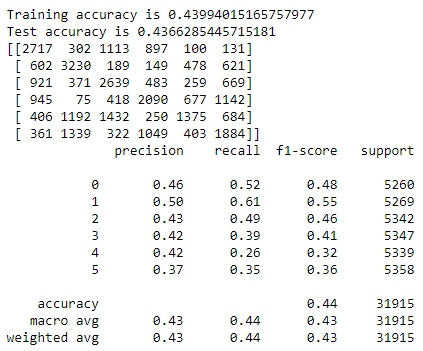 Training accuracy is 0.43994015165757977
Test accuracy is 0.4366285445715181
[[2717  302 1113  897  100  131]
 [ 602 3230  189  149  478  621]
 [ 921  371 2639  483  259  669]
 [ 945   75  418 2090  677 1142]
 [ 406 1192 1432  250 1375  684]
 [ 361 1339  322 1049  403 1884]]
              precision    recall  f1-score   support
           0       0.46      0.52      0.48      5260
           1       0.50      0.61      0.55      5269
           2       0.43      0.49      0.46      5342
           3       0.42      0.39      0.41      5347
           4       0.42      0.26      0.32      5339
           5       0.37      0.35      0.36      5358
    accuracy                           0.44     31915
   macro avg       0.43      0.44      0.43     31915
weighted avg       0.43      0.44      0.43     31915